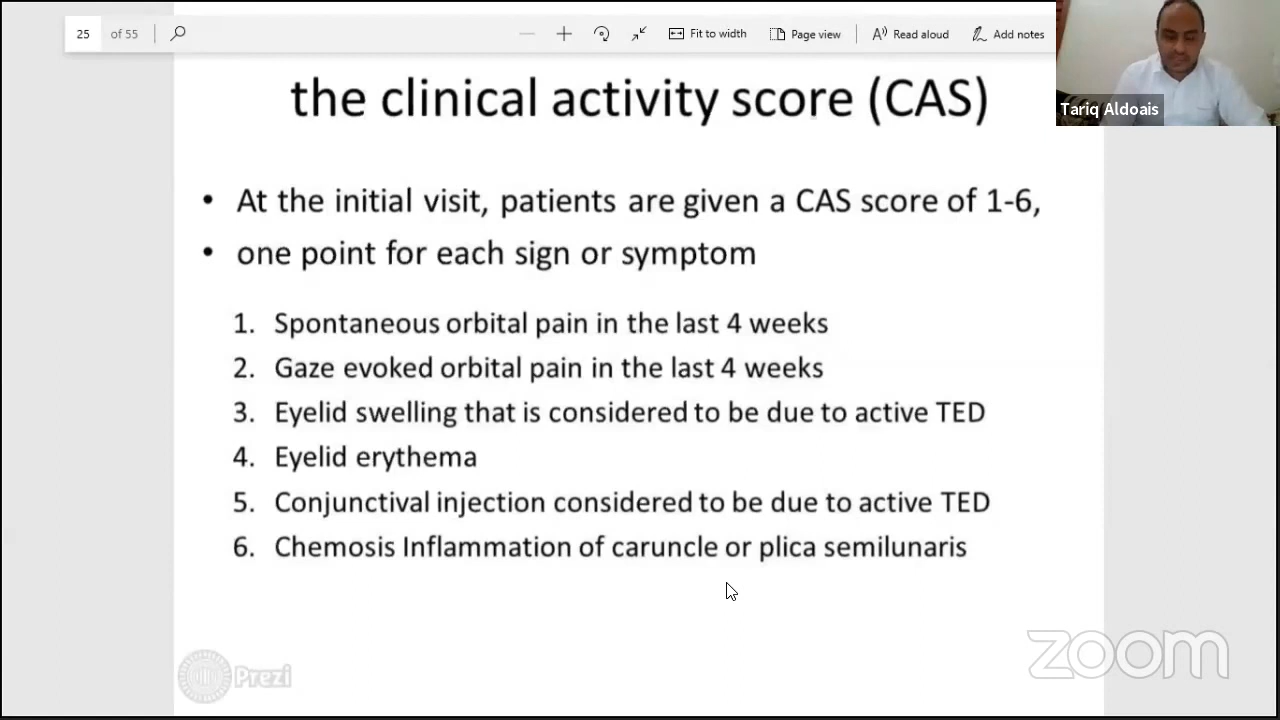 25 of 55
Fit to width
Page view
Read aloud
Add notes
Tariq Aldoais
the clinical activity score (CAS)
• At the initial visit, patients are given a CAS score of 1-6,
• one point for each sign or symptom
1. Spontaneous orbital pain in the last 4 weeks
2. Gaze evoked orbital pain in the last 4 weeks
3. Eyelid swelling that is considered to be due to active TED
4. Eyelid erythema
5. Conjunctival injection considered to be due to active TED
6. Chemosis Inflammation of caruncle or plica semilunaris
Prezi
zoom